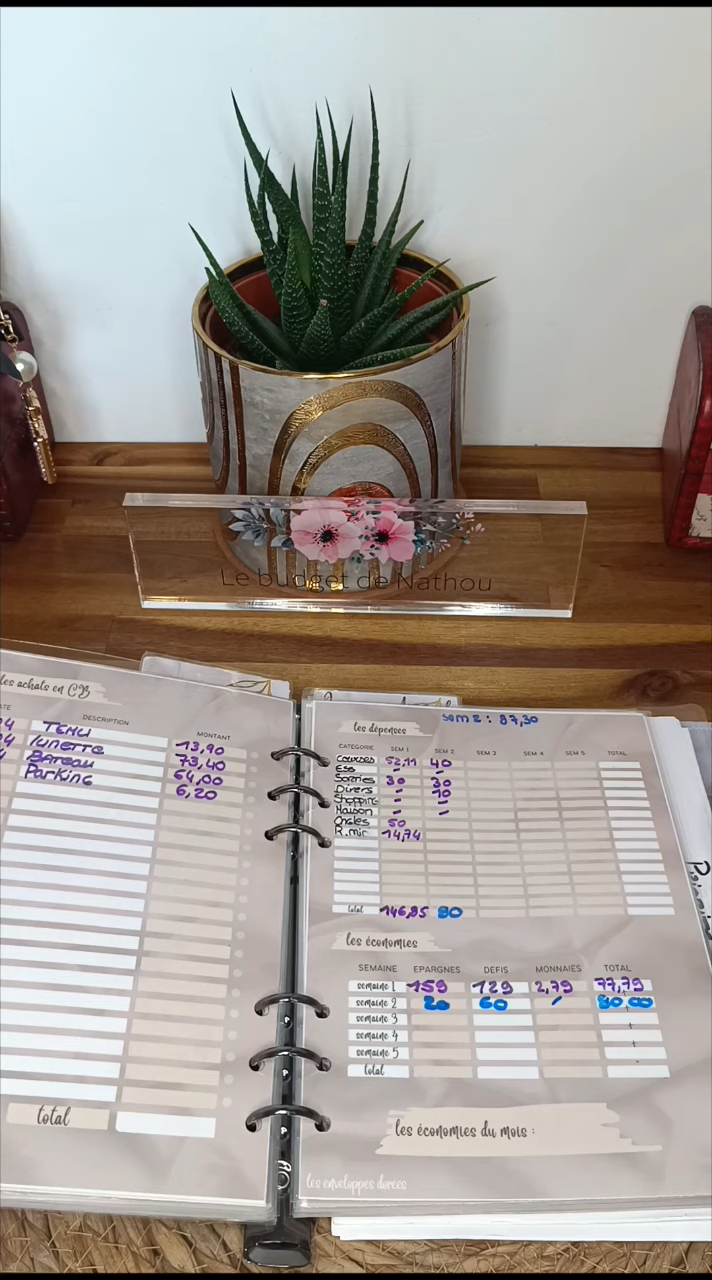 Le budget de Nathou
les achats en CB
DESCRIPTION MONTANT
TEMU 13,90
lunette 73,40
Bateau 64,00
Parking 6,20
total
sem 2 : 87,30
les dépenses
CATEGORIE SEM 1 SEM 2 SEM 3 SEM 4 SEM 5 TOTAL
Courses 52,11 40
Ess - -
Sorties 30 30
Divers - 10
Shopping - -
Maison - -
Ongles 50
R.mir 14,74
total 146,85 80
les économies
SEMAINE EPARGNES DEFIS MONNAIES TOTAL
semaine 1 159 129 2,79 77,79
semaine 2 20 60 / 80,00
semaine 3
semaine 4
semaine 5
total
les économies du mois :
les enveloppes dorées